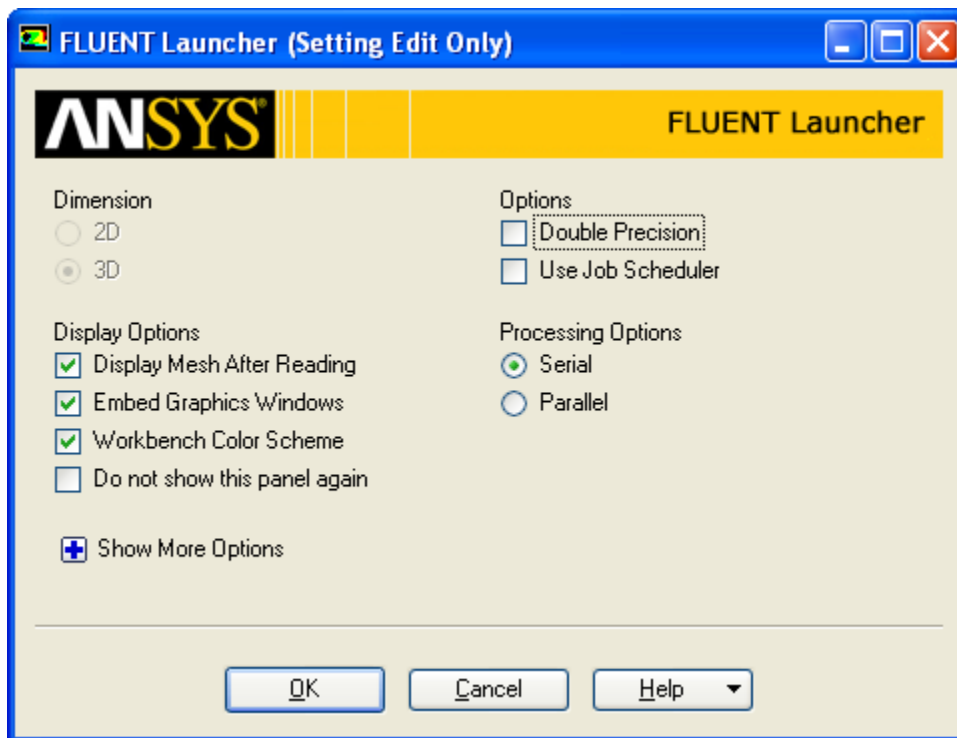 FLUENT Launcher (Setting Edit Only)
ANSYS®
FLUENT Launcher
Dimension
2D
3D
Options
Double Precision
Use Job Scheduler
Display Options
Display Mesh After Reading
Embed Graphics Windows
Workbench Color Scheme
Do not show this panel again
Processing Options
Serial
Parallel
Show More Options
OK
Cancel
Help